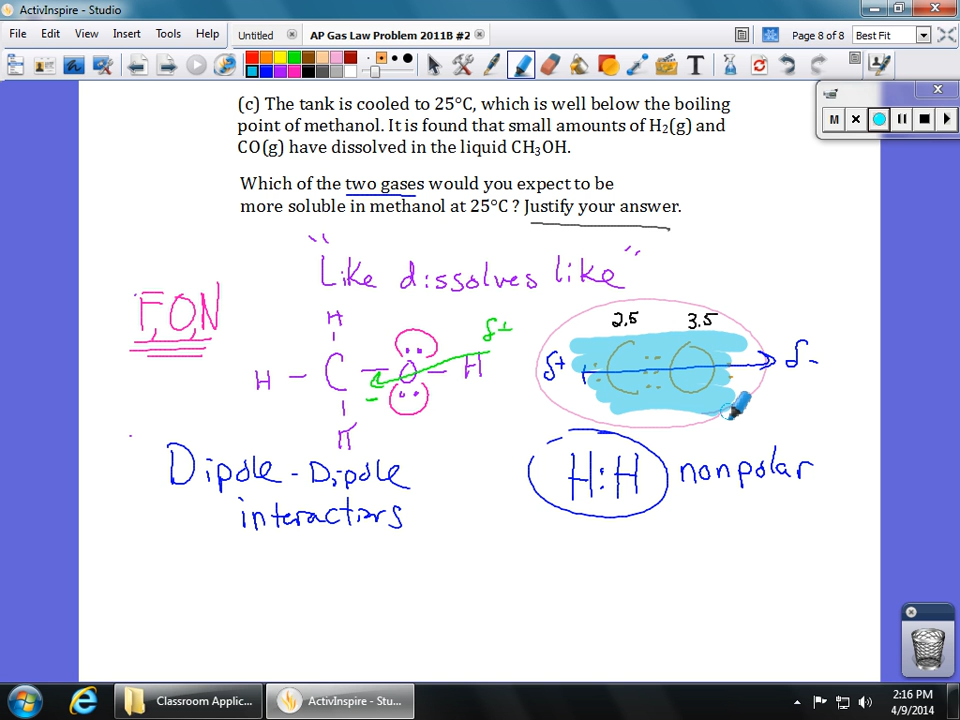 ActivInspire - Studio
File Edit View Insert Tools Help Untitled AP Gas Law Problem 2011B #2 Page 8 of 8 Best Fit
T
M
(c) The tank is cooled to 25°C, which is well below the boiling
point of methanol. It is found that small amounts of H₂(g) and
CO(g) have dissolved in the liquid CH₃OH.
Which of the two gases would you expect to be
more soluble in methanol at 25°C ? Justify your answer.
"Like dissolves like"
F, O, N
H
H - C - O - H
H
δ+
-
2.5 3.5
δ+ :C::O: δ-
Dipole - Dipole
interactions
H:H nonpolar
Classroom Applic... ActivInspire - Stu...
2:16 PM
4/9/2014